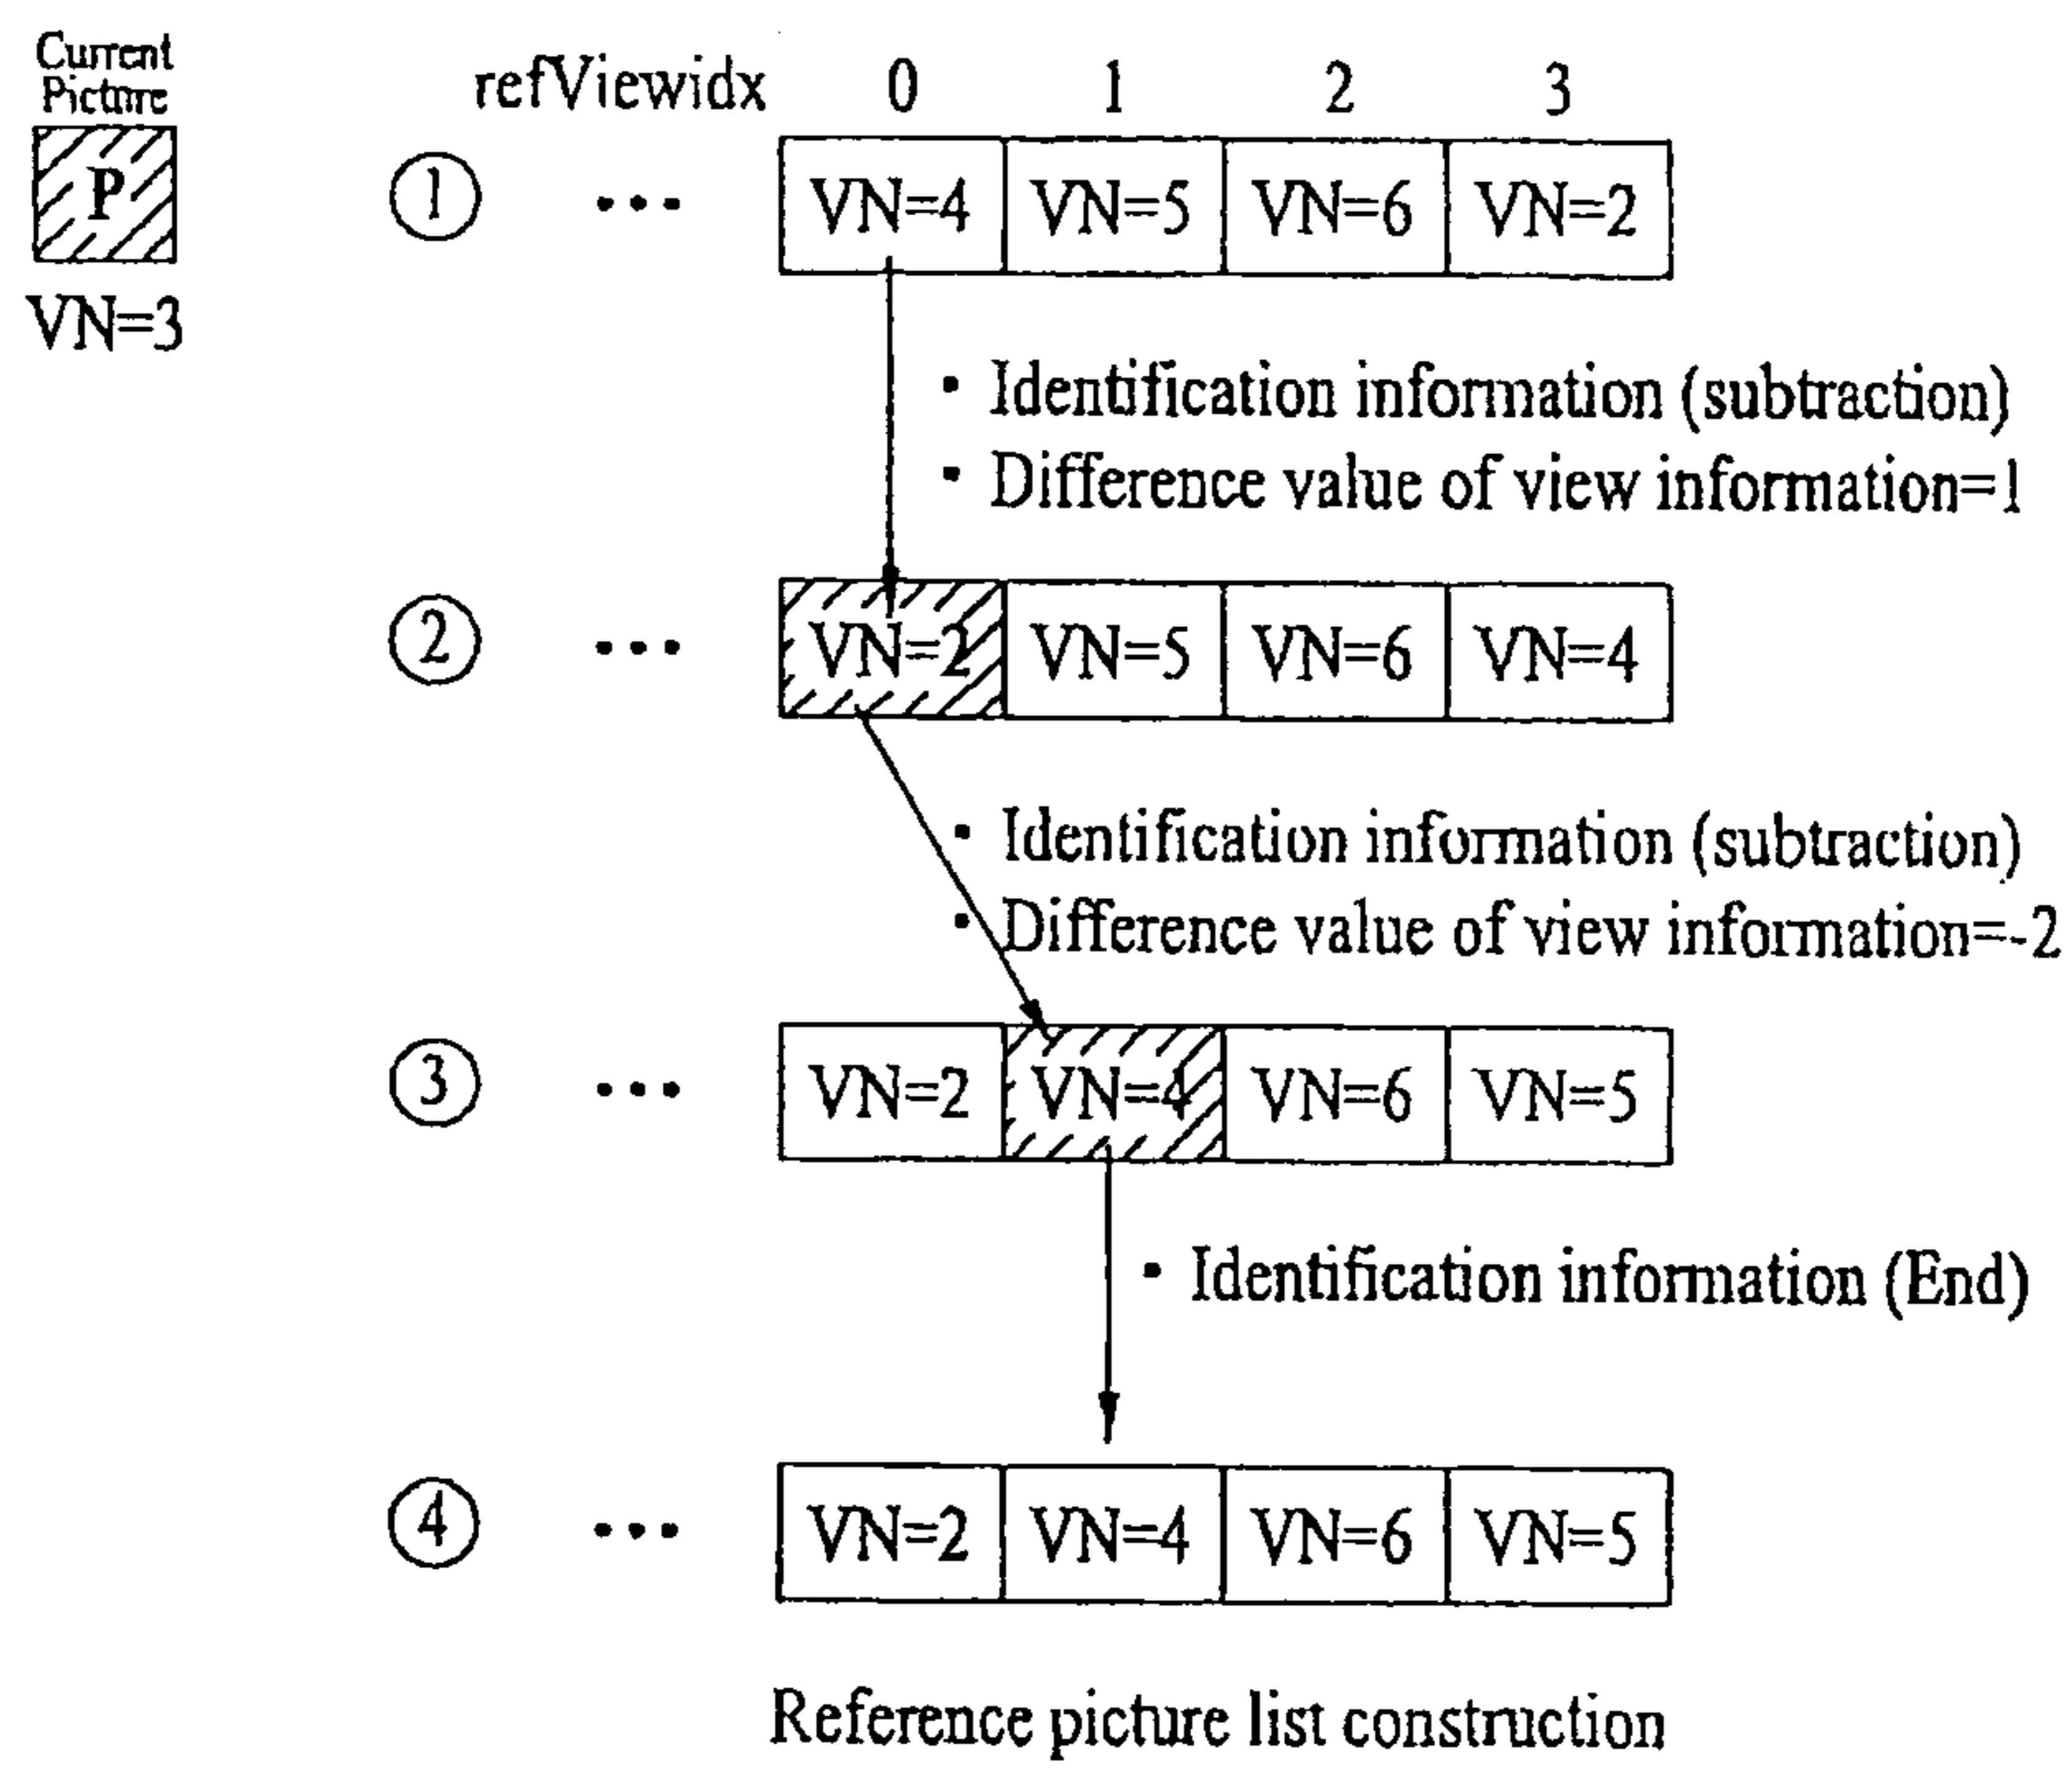 Current
Picture
P
VN=3
refViewidx 0 1 2 3
① ••• VN=4 VN=5 VN=6 VN=2
• Identification information (subtraction)
• Difference value of view information=1
② ••• VN=2 VN=5 VN=6 VN=4
• Identification information (subtraction)
• Difference value of view information=-2
③ ••• VN=2 VN=4 VN=6 VN=5
• Identification information (End)
④ ••• VN=2 VN=4 VN=6 VN=5
Reference picture list construction